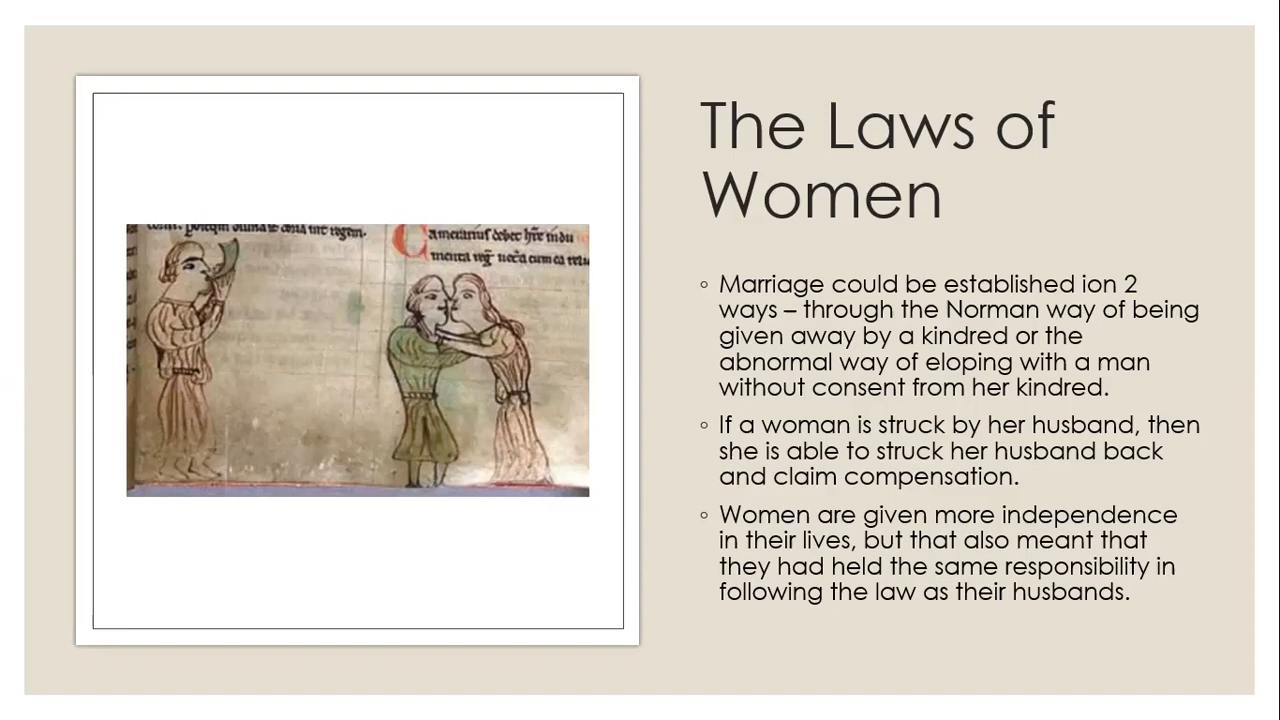 The Laws of
Women
◦ Marriage could be established ion 2
ways – through the Norman way of being
given away by a kindred or the
abnormal way of eloping with a man
without consent from her kindred.
◦ If a woman is struck by her husband, then
she is able to struck her husband back
and claim compensation.
◦ Women are given more independence
in their lives, but that also meant that
they had held the same responsibility in
following the law as their husbands.